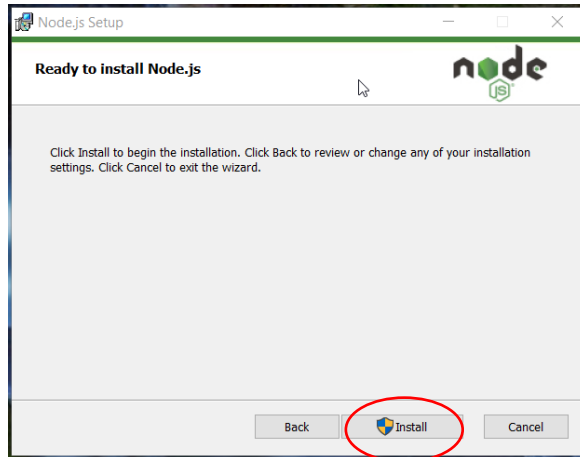 Node.js Setup
Ready to install Node.js
node
JS
Click Install to begin the installation. Click Back to review or change any of your installation
settings. Click Cancel to exit the wizard.
Back
Install
Cancel